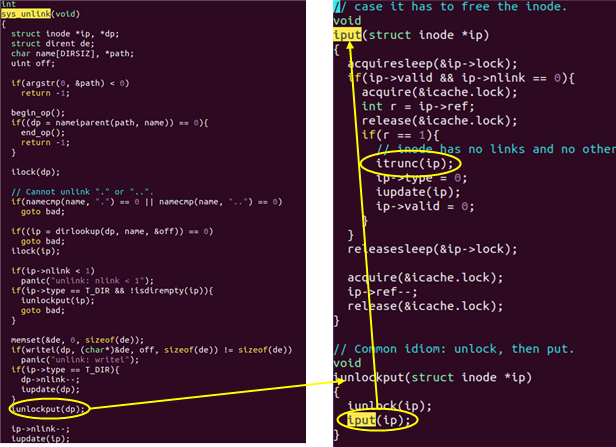 int
sys_unlink(void)
{
  struct inode *ip, *dp;
  struct dirent de;
  char name[DIRSIZ], *path;
  uint off;

  if(argstr(0, &path) < 0)
    return -1;

  begin_op();
  if((dp = nameiparent(path, name)) == 0){
    end_op();
    return -1;
  }

  ilock(dp);

  // Cannot unlink "." or "..".
  if(namecmp(name, ".") == 0 || namecmp(name, "..") == 0)
    goto bad;

  if((ip = dirlookup(dp, name, &off)) == 0)
    goto bad;
  ilock(ip);

  if(ip->nlink < 1)
    panic("unlink: nlink < 1");
  if(ip->type == T_DIR && !isdirempty(ip)){
    iunlockput(ip);
    goto bad;
  }

  memset(&de, 0, sizeof(de));
  if(writei(dp, (char*)&de, off, sizeof(de)) != sizeof(de))
    panic("unlink: writei");
  if(ip->type == T_DIR){
    dp->nlink--;
    iupdate(dp);
  }
  iunlockput(dp);

  ip->nlink--;
  iupdate(ip);
// case it has to free the inode.
void
iput(struct inode *ip)
{
  acquiresleep(&ip->lock);
  if(ip->valid && ip->nlink == 0){
    acquire(&icache.lock);
    int r = ip->ref;
    release(&icache.lock);
    if(r == 1){
      // inode has no links and no other
      itrunc(ip);
      ip->type = 0;
      iupdate(ip);
      ip->valid = 0;
    }
  }
  releasesleep(&ip->lock);

  acquire(&icache.lock);
  ip->ref--;
  release(&icache.lock);
}

// Common idiom: unlock, then put.
void
iunlockput(struct inode *ip)
{
  iunlock(ip);
  iput(ip);
}